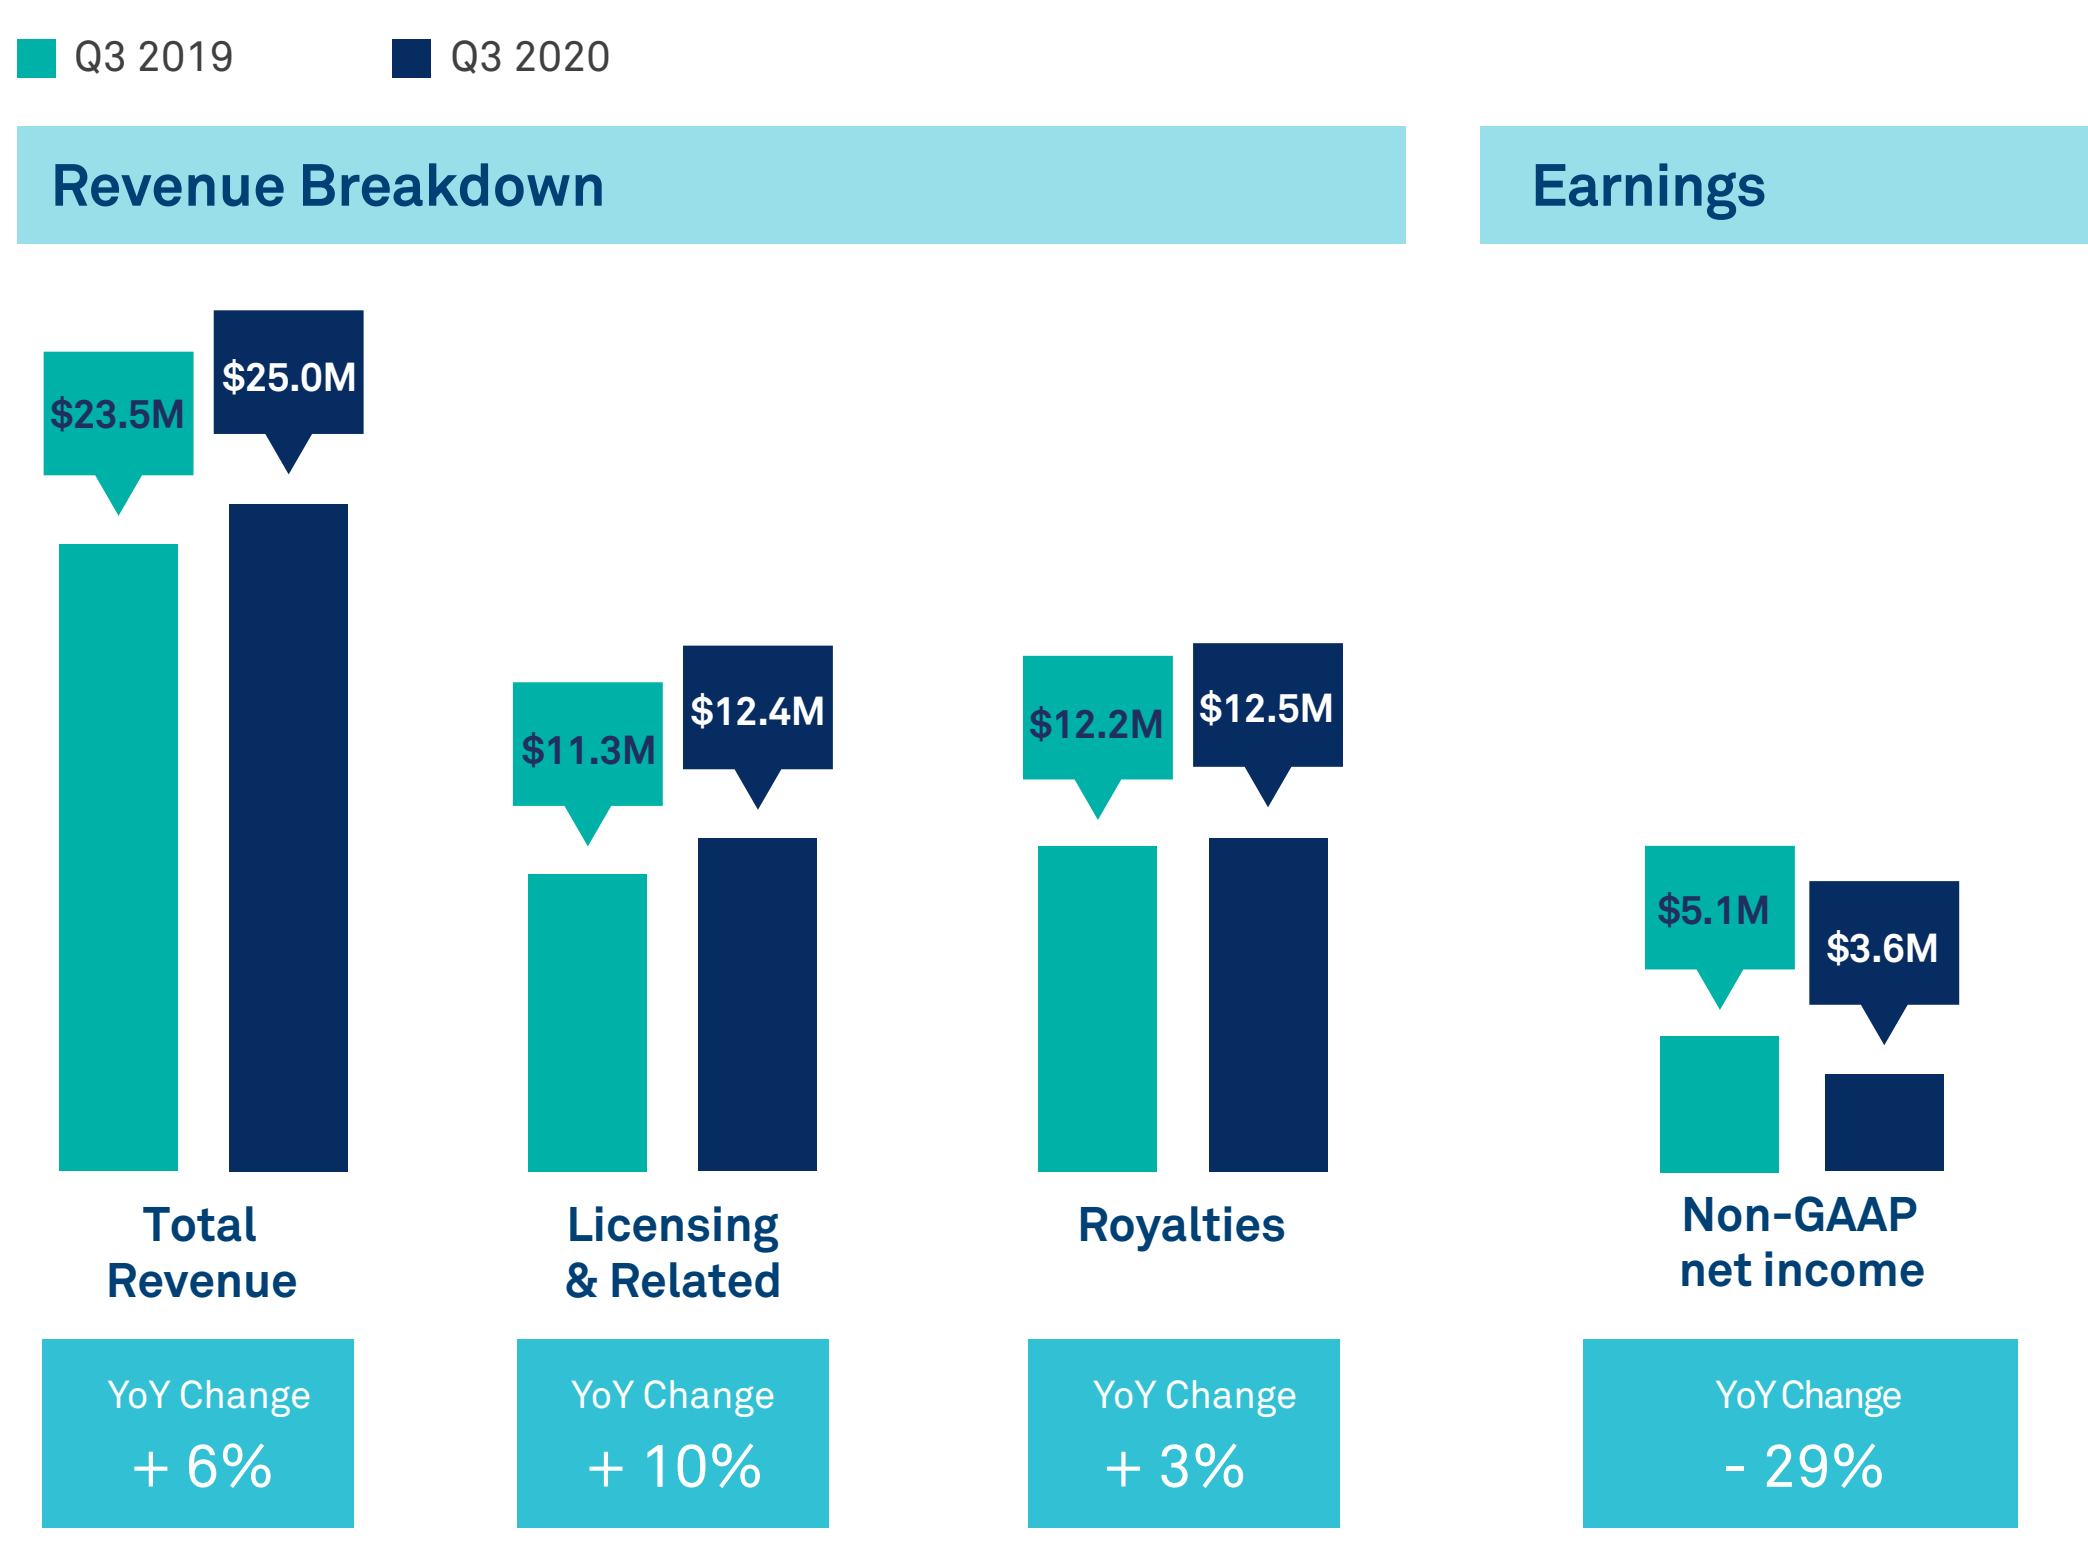 Q3 2019
Q3 2020
Revenue Breakdown
Earnings
$23.5M
$25.0M
$11.3M
$12.4M
$12.2M
$12.5M
$5.1M
$3.6M
Total
Revenue
Licensing
& Related
Royalties
Non-GAAP
net income
YoY Change
+ 6%
YoY Change
+ 10%
YoY Change
+ 3%
YoY Change
- 29%